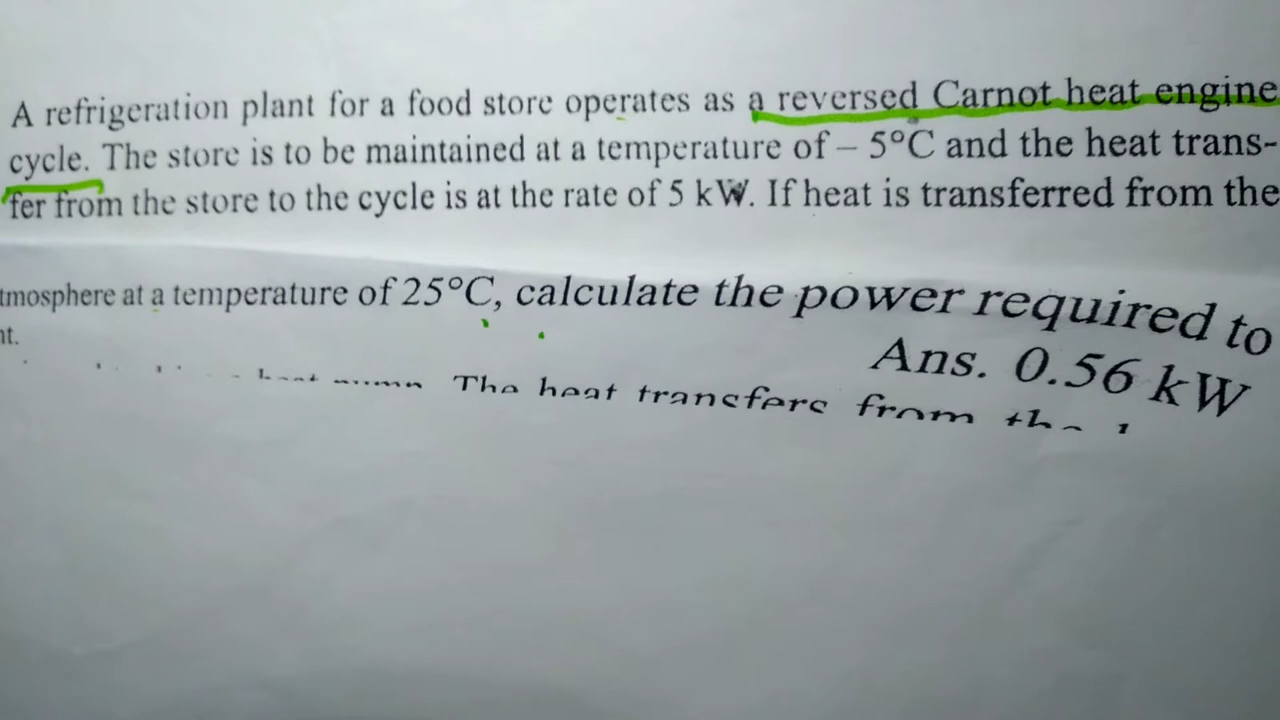 A refrigeration plant for a food store operates as a reversed Carnot heat engine
cycle. The store is to be maintained at a temperature of – 5°C and the heat trans-
fer from the store to the cycle is at the rate of 5 kW. If heat is transferred from the
tmosphere at a temperature of 25°C, calculate the power required to
nt.
Ans. 0.56 kW
The heat transfers from